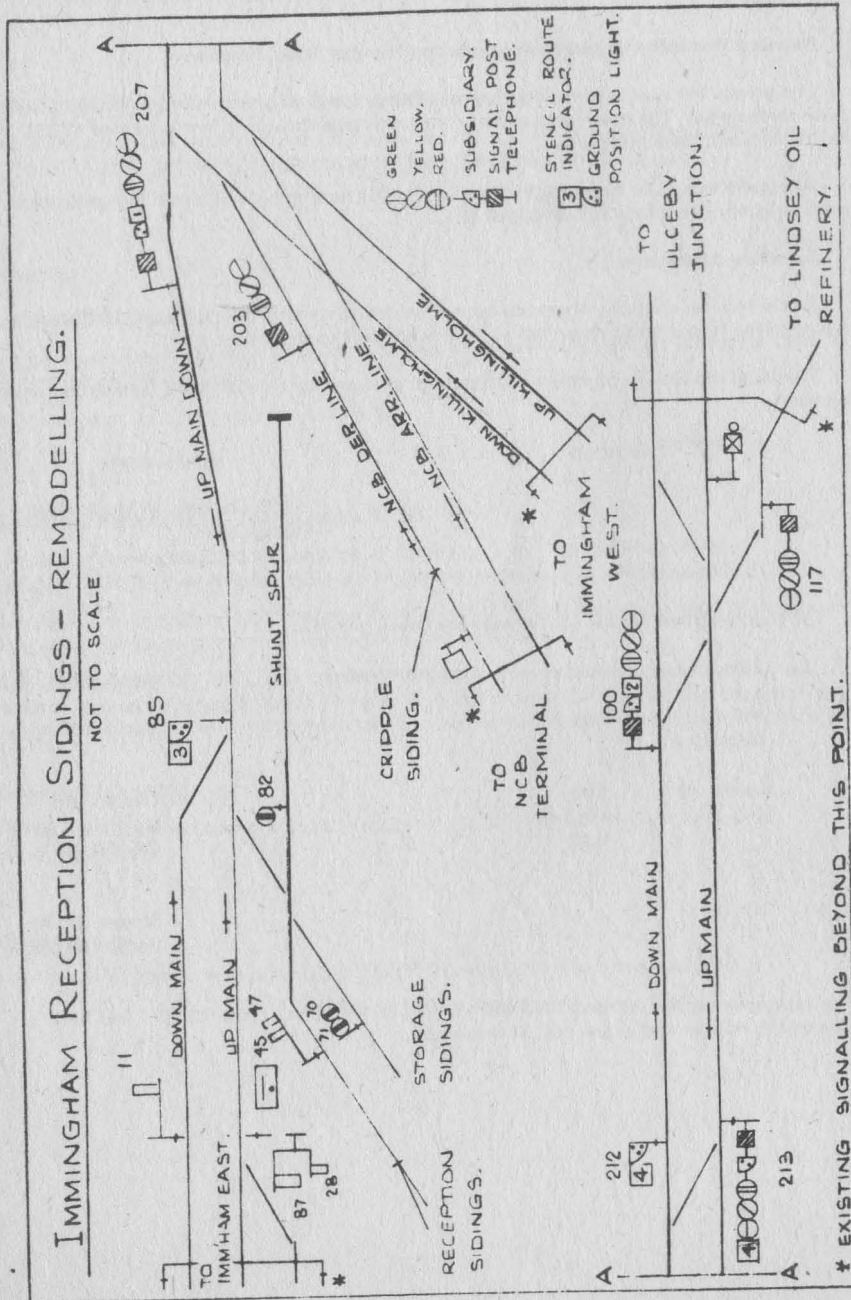 IMMINGHAM RECEPTION SIDINGS – REMODELLING.
NOT TO SCALE
A
A
207
1
UP MAIN DOWN
203
NCB DEP. LINE
NCB ARR. LINE
DOWN KILLINGHOLME
UP KILLINGHOLME
GREEN
YELLOW.
RED.
SUBSIDIARY.
SIGNAL POST
TELEPHONE.
3 STENCIL ROUTE
INDICATOR.
GROUND
POSITION LIGHT.
85
3
11
DOWN MAIN
UP MAIN
82
SHUNT SPUR
TO
IMM'HAM EAST.
87
28
45
47
71
70
RECEPTION
SIDINGS.
STORAGE
SIDINGS.
CRIPPLE
SIDING.
*
TO
NCB
TERMINAL
*
TO
IMMINGHAM
WEST.
*
A
A
212
4
DOWN MAIN
UP MAIN
4
213
100
2
117
TO
ULCEBY
JUNCTION.
*
TO LINDSEY OIL
REFINERY.
* EXISTING SIGNALLING BEYOND THIS POINT.